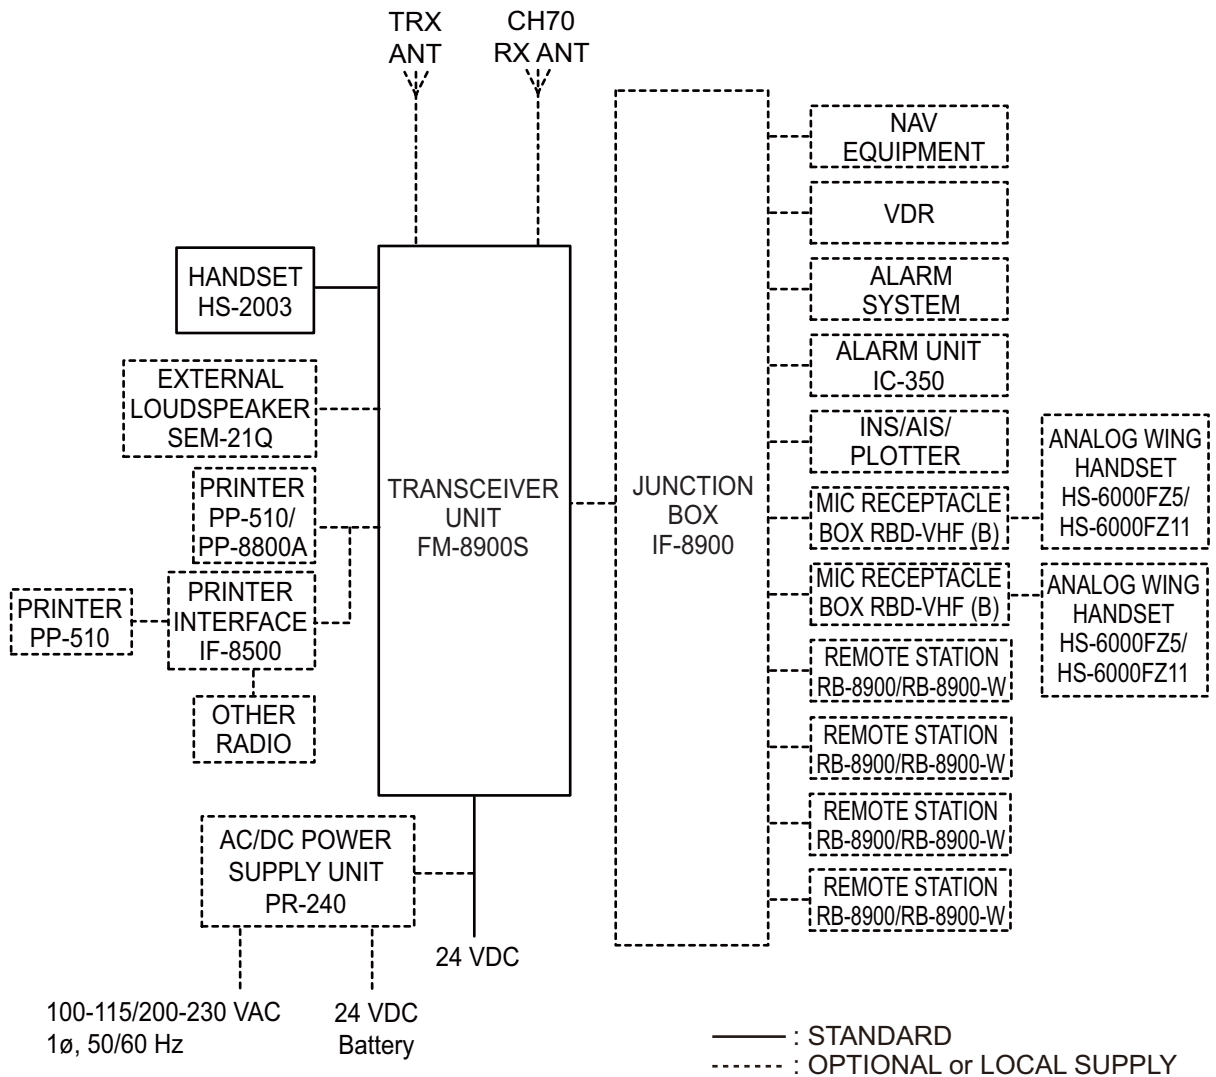 TRX
ANT
CH70
RX ANT
HANDSET
HS-2003
EXTERNAL
LOUDSPEAKER
SEM-21Q
PRINTER
PP-510/
PP-8800A
PRINTER
PP-510
PRINTER
INTERFACE
IF-8500
OTHER
RADIO
TRANSCEIVER
UNIT
FM-8900S
AC/DC POWER
SUPPLY UNIT
PR-240
24 VDC
100-115/200-230 VAC
1ø, 50/60 Hz
24 VDC
Battery
JUNCTION
BOX
IF-8900
NAV
EQUIPMENT
VDR
ALARM
SYSTEM
ALARM UNIT
IC-350
INS/AIS/
PLOTTER
MIC RECEPTACLE
BOX RBD-VHF (B)
ANALOG WING
HANDSET
HS-6000FZ5/
HS-6000FZ11
MIC RECEPTACLE
BOX RBD-VHF (B)
ANALOG WING
HANDSET
HS-6000FZ5/
HS-6000FZ11
REMOTE STATION
RB-8900/RB-8900-W
REMOTE STATION
RB-8900/RB-8900-W
REMOTE STATION
RB-8900/RB-8900-W
REMOTE STATION
RB-8900/RB-8900-W
: STANDARD
: OPTIONAL or LOCAL SUPPLY